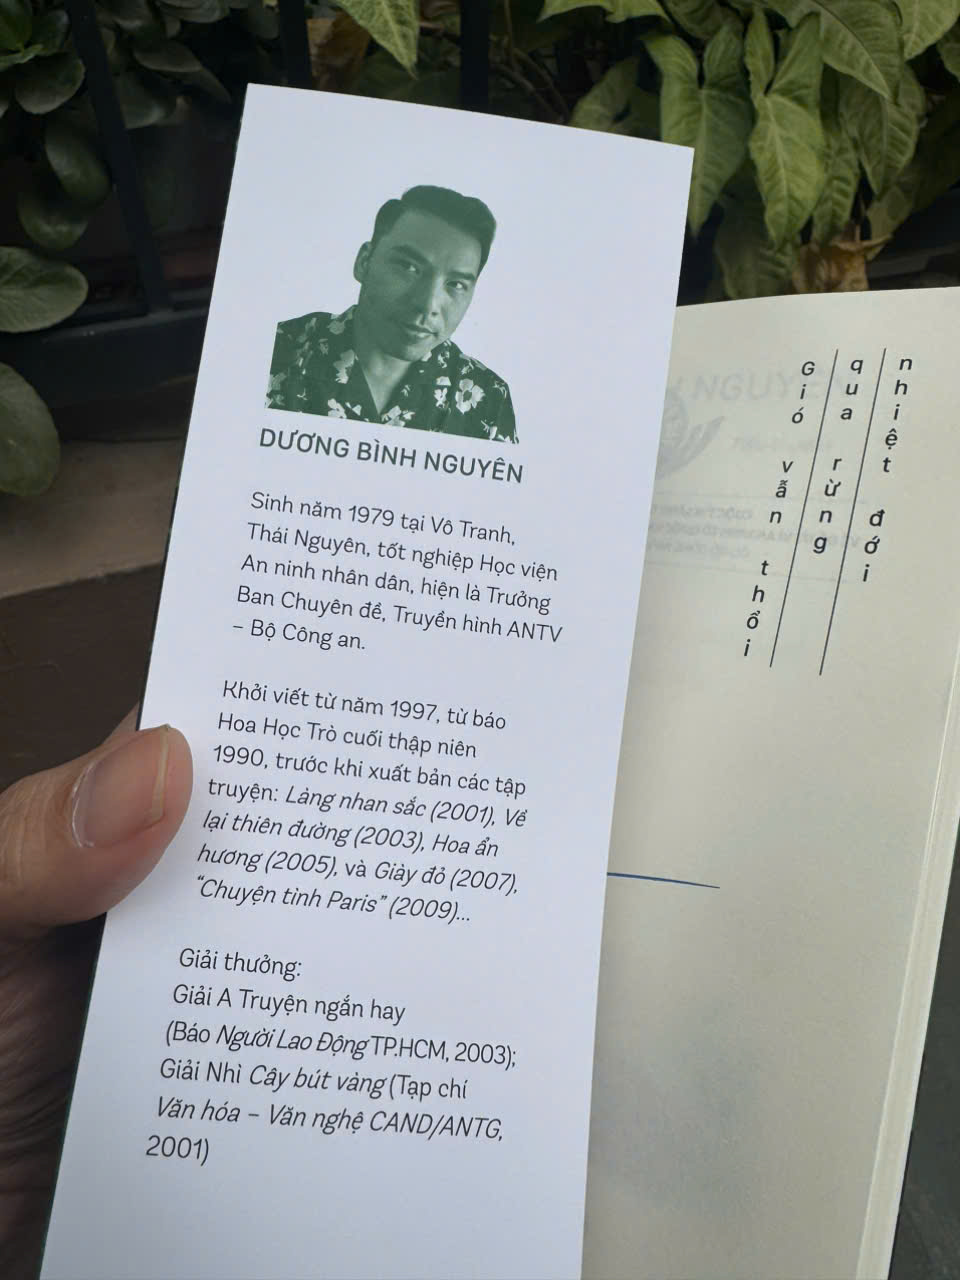 DƯƠNG BÌNH NGUYÊN
Sinh năm 1979 tại Vô Tranh,
Thái Nguyên, tốt nghiệp Học viện
An ninh nhân dân, hiện là Trưởng
Ban Chuyên đề, Truyền hình ANTV
– Bộ Công an.
Khởi viết từ năm 1997, từ báo
Hoa Học Trò cuối thập niên
1990, trước khi xuất bản các tập
truyện: Làng nhan sắc (2001), Về
lại thiên đường (2003), Hoa ẩn
hương (2005), và Giày đỏ (2007),
“Chuyện tình Paris” (2009)...
Giải thưởng:
Giải A Truyện ngắn hay
(Báo Người Lao Động TP.HCM, 2003);
Giải Nhì Cây bút vàng (Tạp chí
Văn hóa – Văn nghệ CAND/ANTG,
2001)
Gió vẫn thổi
qua rừng
nhiệt đới
NGUYÊN